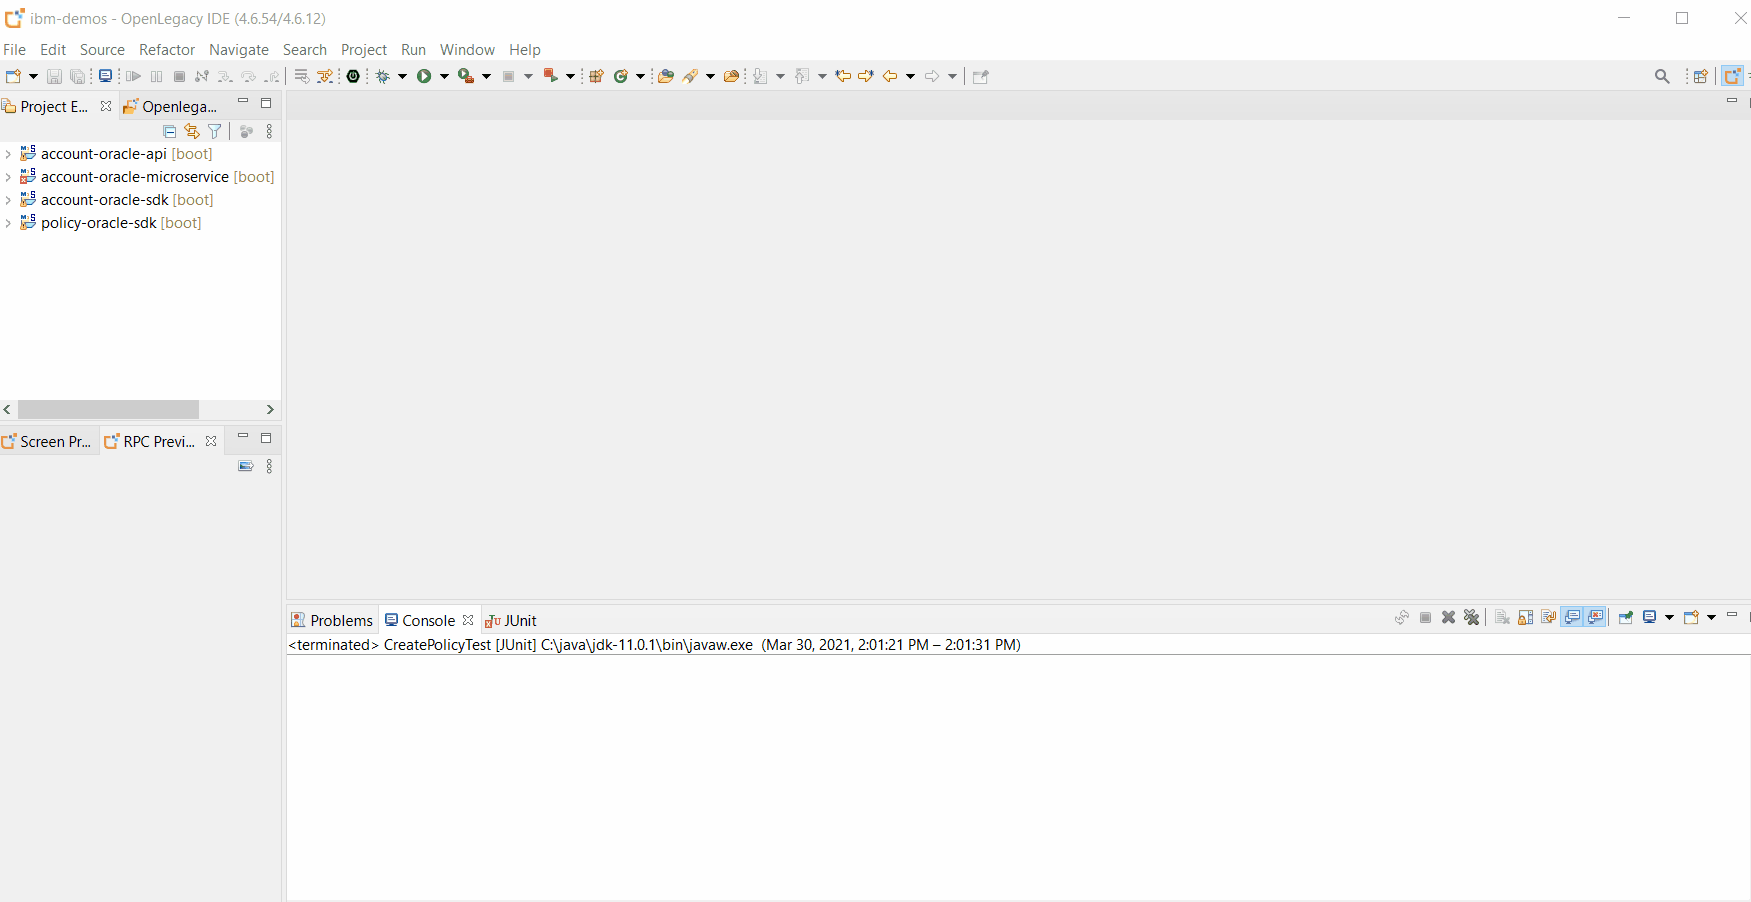 ibm-demos - OpenLegacy IDE (4.6.54/4.6.12)
File Edit Source Refactor Navigate Search Project Run Window Help
Project E... Openlega...
account-oracle-api [boot]
account-oracle-microservice [boot]
account-oracle-sdk [boot]
policy-oracle-sdk [boot]
Screen Pr... RPC Previ...
Problems Console JUnit
<terminated> CreatePolicyTest [JUnit] C:\java\jdk-11.0.1\bin\javaw.exe (Mar 30, 2021, 2:01:21 PM – 2:01:31 PM)